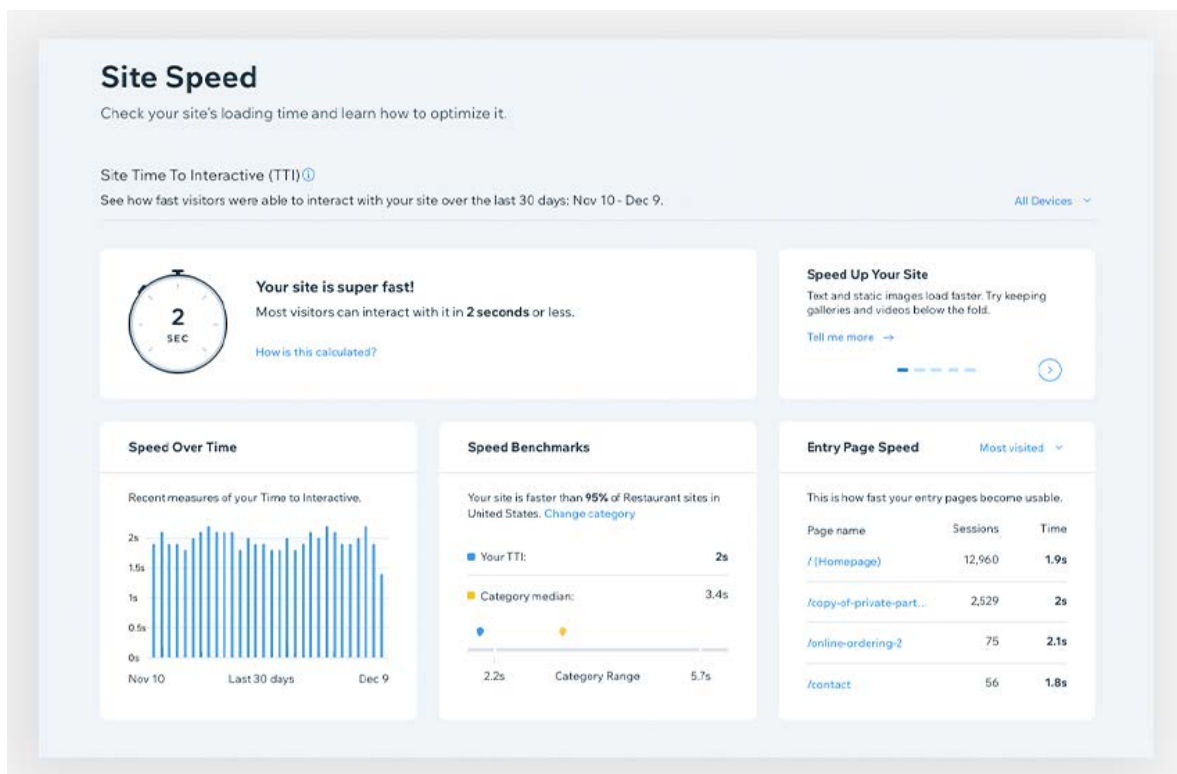 Site Speed
Check your site's loading time and learn how to optimize it.
Site Time To Interactive (TTI)
See how fast visitors were able to interact with your site over the last 30 days: Nov 10 - Dec 9.
All Devices
2
SEC
Your site is super fast!
Most visitors can interact with it in 2 seconds or less.
How is this calculated?
Speed Up Your Site
Text and static images load faster. Try keeping
galleries and videos below the fold.
Tell me more →
Speed Over Time
Recent measures of your Time to Interactive.
2s
1.5s
1s
0.5s
0s
Nov 10 Last 30 days Dec 9
Speed Benchmarks
Your site is faster than 95% of Restaurant sites in
United States. Change category
Your TTI: 2s
Category median: 3.4s
2.2s Category Range 5.7s
Entry Page Speed Most visited
This is how fast your entry pages become usable.
Page name Sessions Time
/ (Homepage) 12,960 1.9s
/copy-of-private-part... 2,529 2s
/online-ordering-2 75 2.1s
/contact 56 1.8s